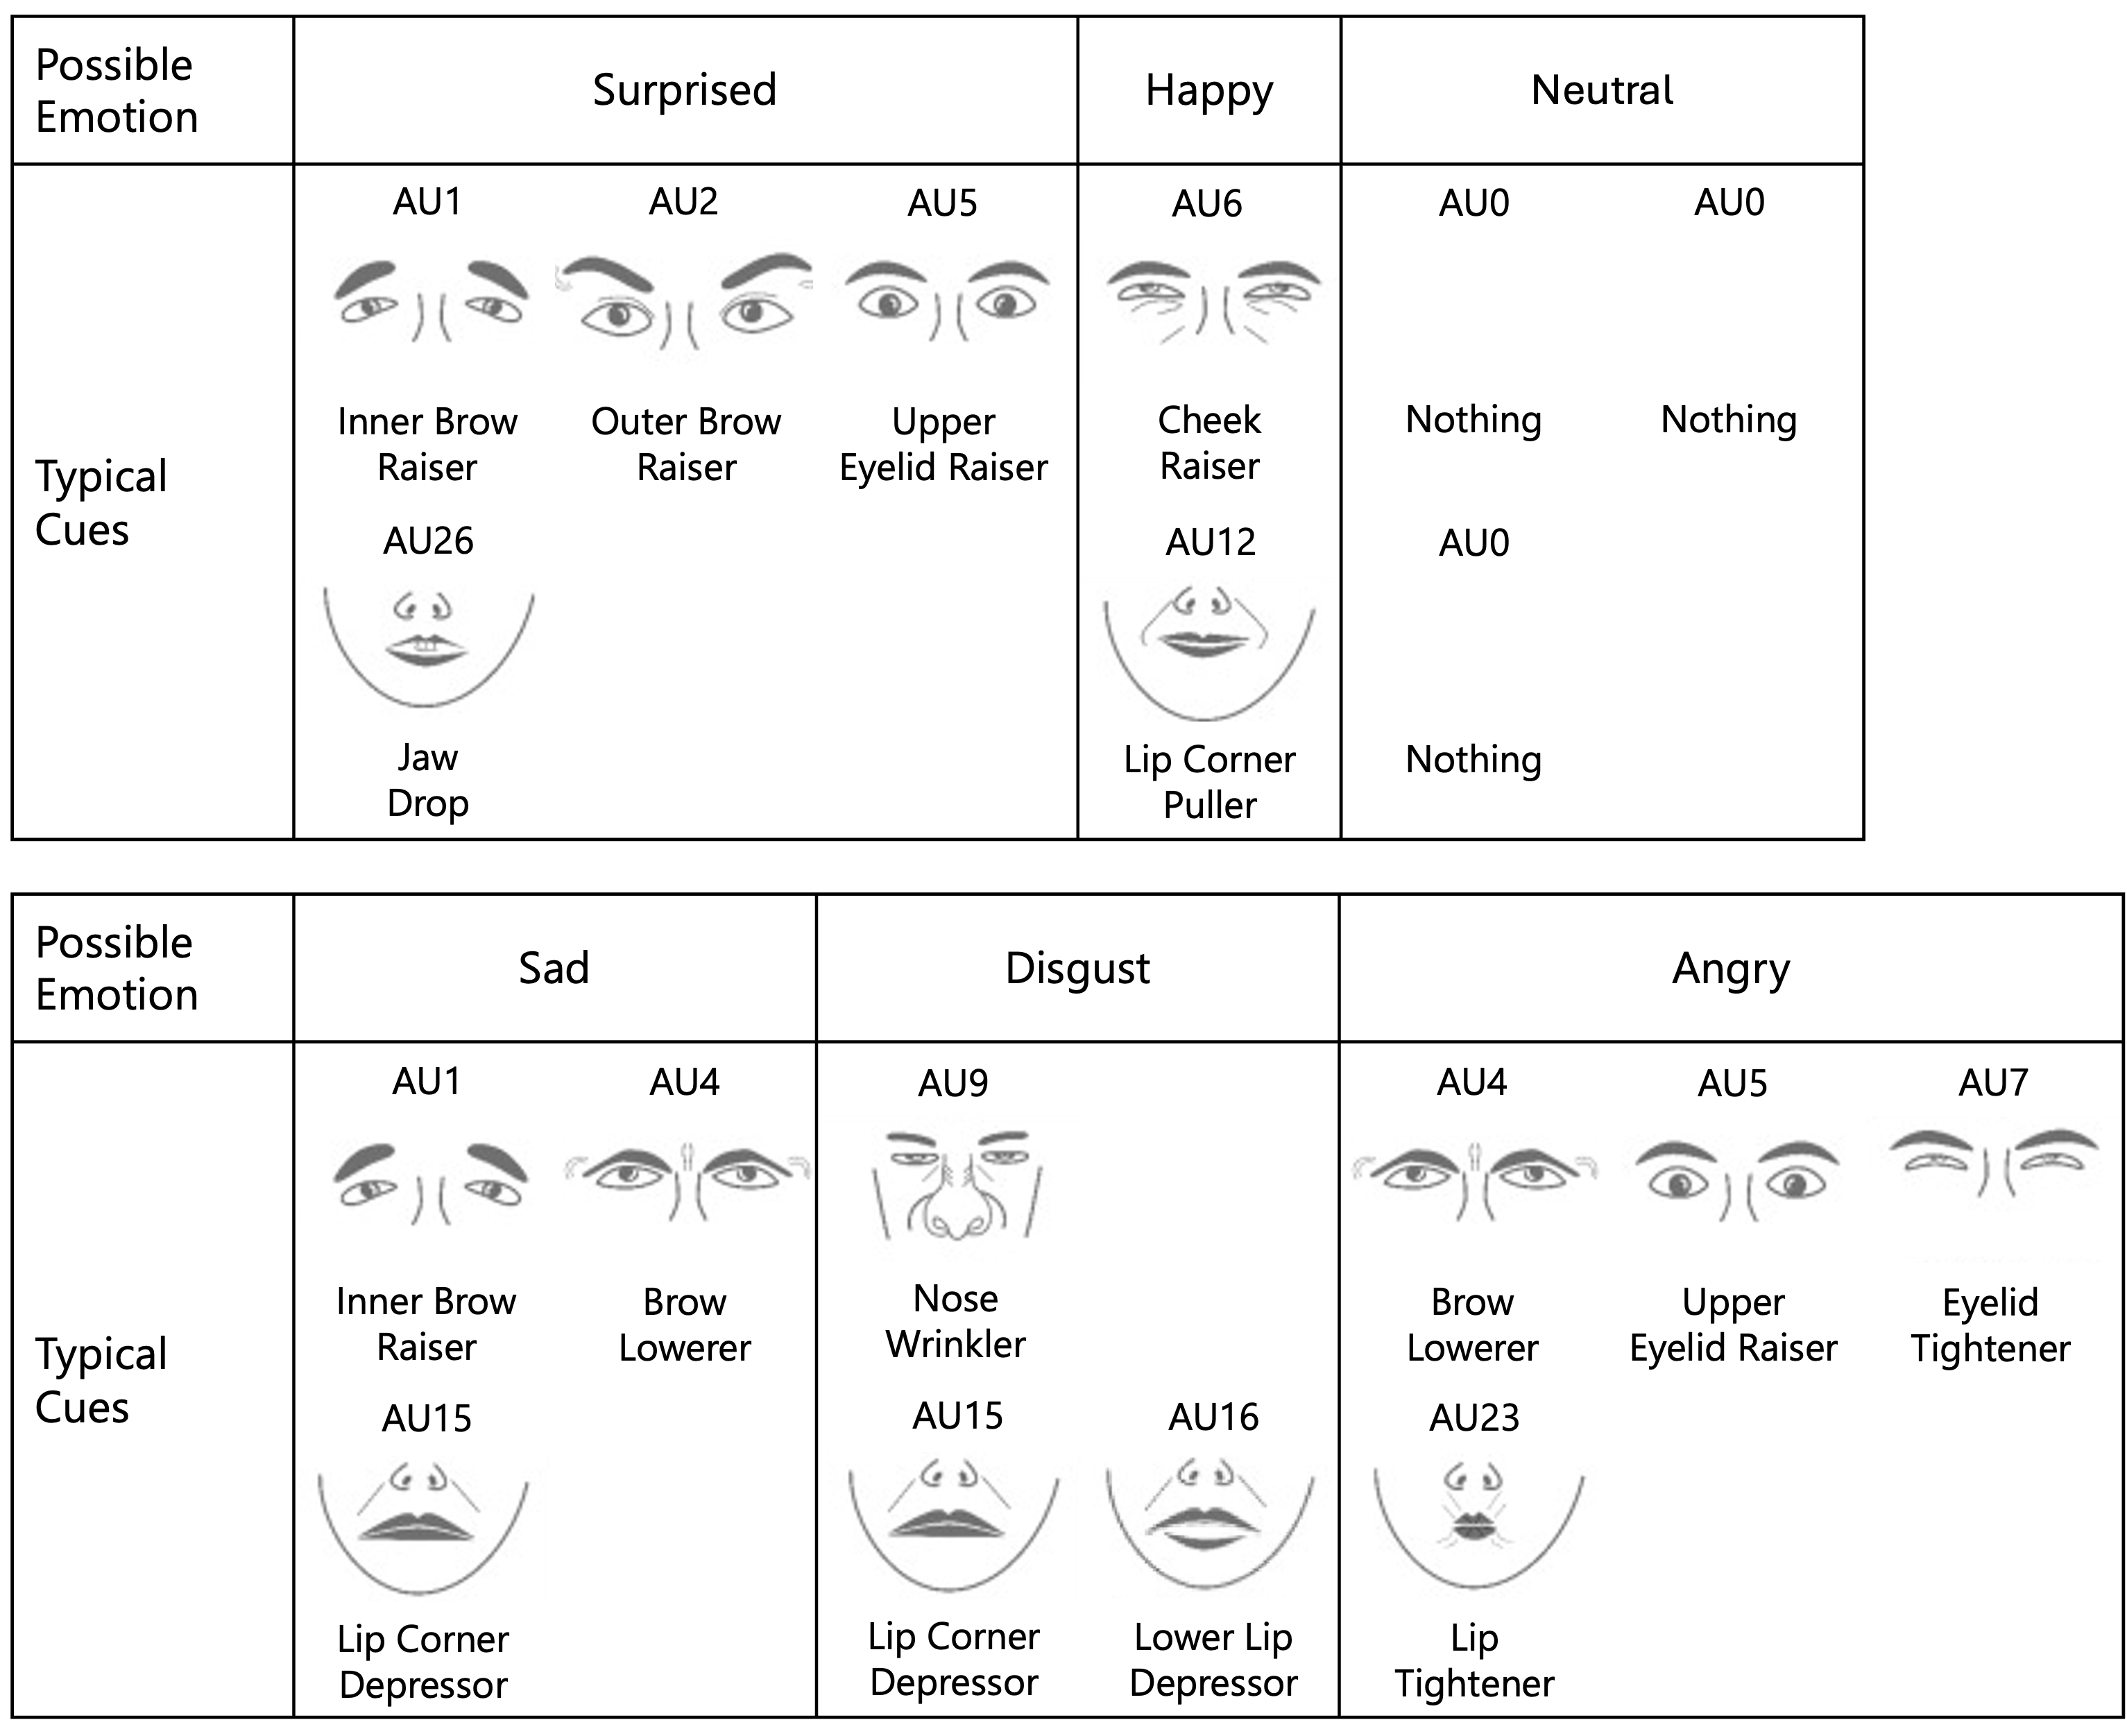 Possible
Emotion
Surprised
Happy
Neutral
Typical
Cues
AU1
AU2
AU5
AU6
AU0
AU0
Inner Brow
Raiser
Outer Brow
Raiser
Upper
Eyelid Raiser
Cheek
Raiser
Nothing
Nothing
AU26
AU12
AU0
Jaw
Drop
Lip Corner
Puller
Nothing
Possible
Emotion
Sad
Disgust
Angry
Typical
Cues
AU1
AU4
AU9
AU4
AU5
AU7
Inner Brow
Raiser
Brow
Lowerer
Nose
Wrinkler
Brow
Lowerer
Upper
Eyelid Raiser
Eyelid
Tightener
AU15
AU15
AU16
AU23
Lip Corner
Depressor
Lip Corner
Depressor
Lower Lip
Depressor
Lip
Tightener